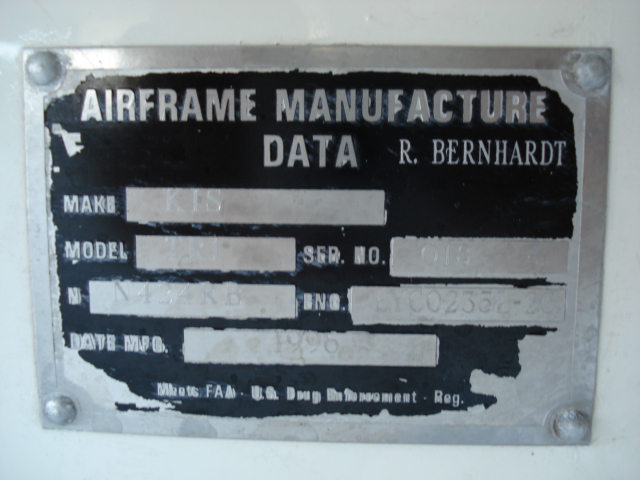 AIRFRAME MANUFACTURE
DATA R. BERNHARDT
MAKE KIS
MODEL SER. NO.
N ENG.
DATE MFG. 1996
Meets FAA - U.S. Drug Enforcement - Reg.